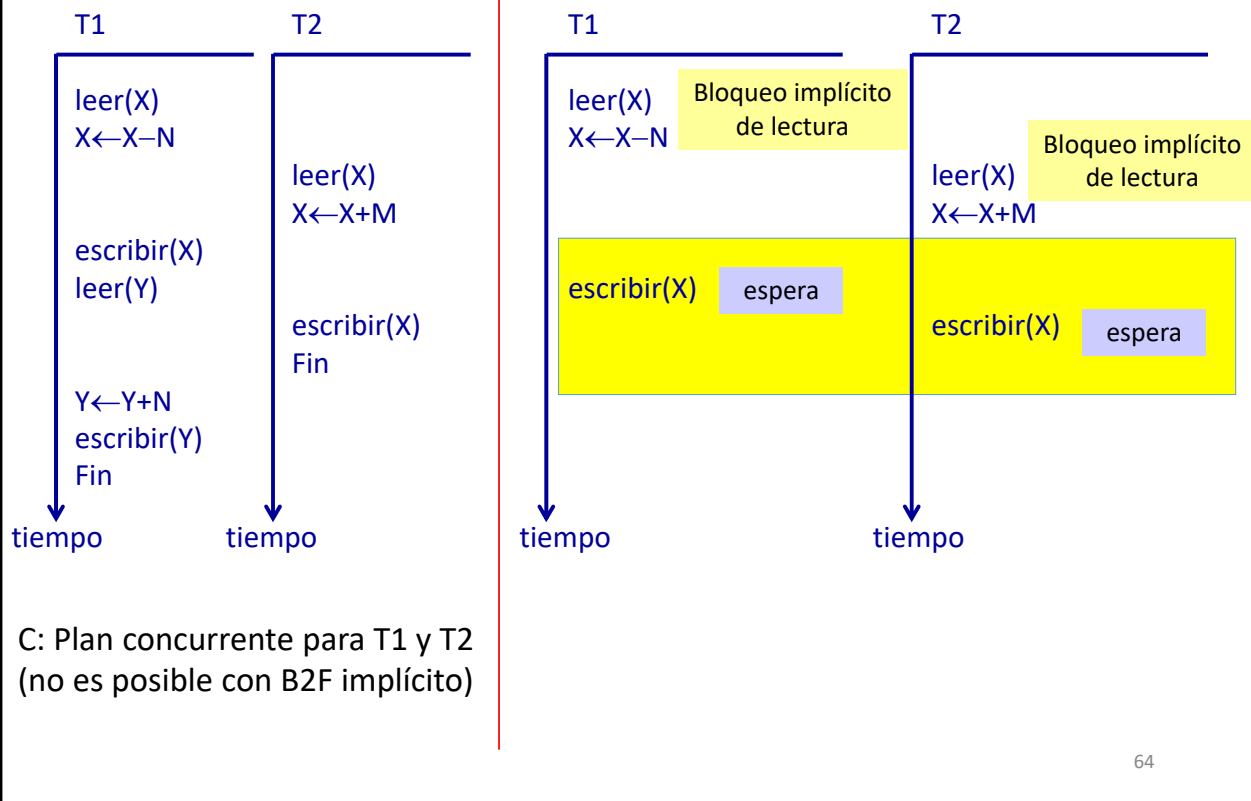 T1
T2
leer(X)
X←X−N
leer(X)
X←X+M
escribir(X)
leer(Y)
escribir(X)
Fin
Y←Y+N
escribir(Y)
Fin
tiempo
tiempo
C: Plan concurrente para T1 y T2
(no es posible con B2F implícito)
T1
T2
leer(X)
X←X−N
Bloqueo implícito
de lectura
leer(X)
X←X+M
Bloqueo implícito
de lectura
escribir(X)
espera
escribir(X)
espera
tiempo
tiempo
64